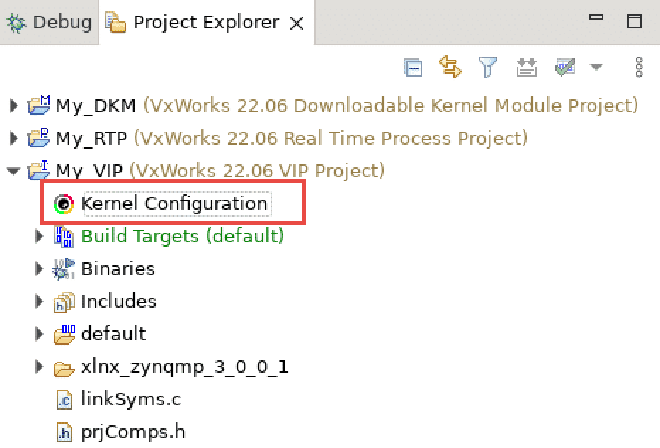 Debug Project Explorer
My_DKM (VxWorks 22.06 Downloadable Kernel Module Project)
My_RTP (VxWorks 22.06 Real Time Process Project)
My_VIP (VxWorks 22.06 VIP Project)
Kernel Configuration
Build Targets (default)
Binaries
Includes
default
xlnx_zynqmp_3_0_0_1
linkSyms.c
prjComps.h